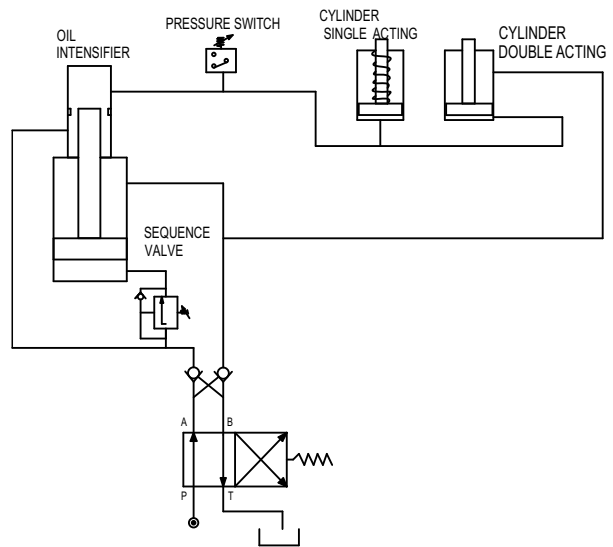 OIL
INTENSIFIER
PRESSURE SWITCH
CYLINDER
SINGLE ACTING
CYLINDER
DOUBLE ACTING
SEQUENCE
VALVE
A
B
P
T